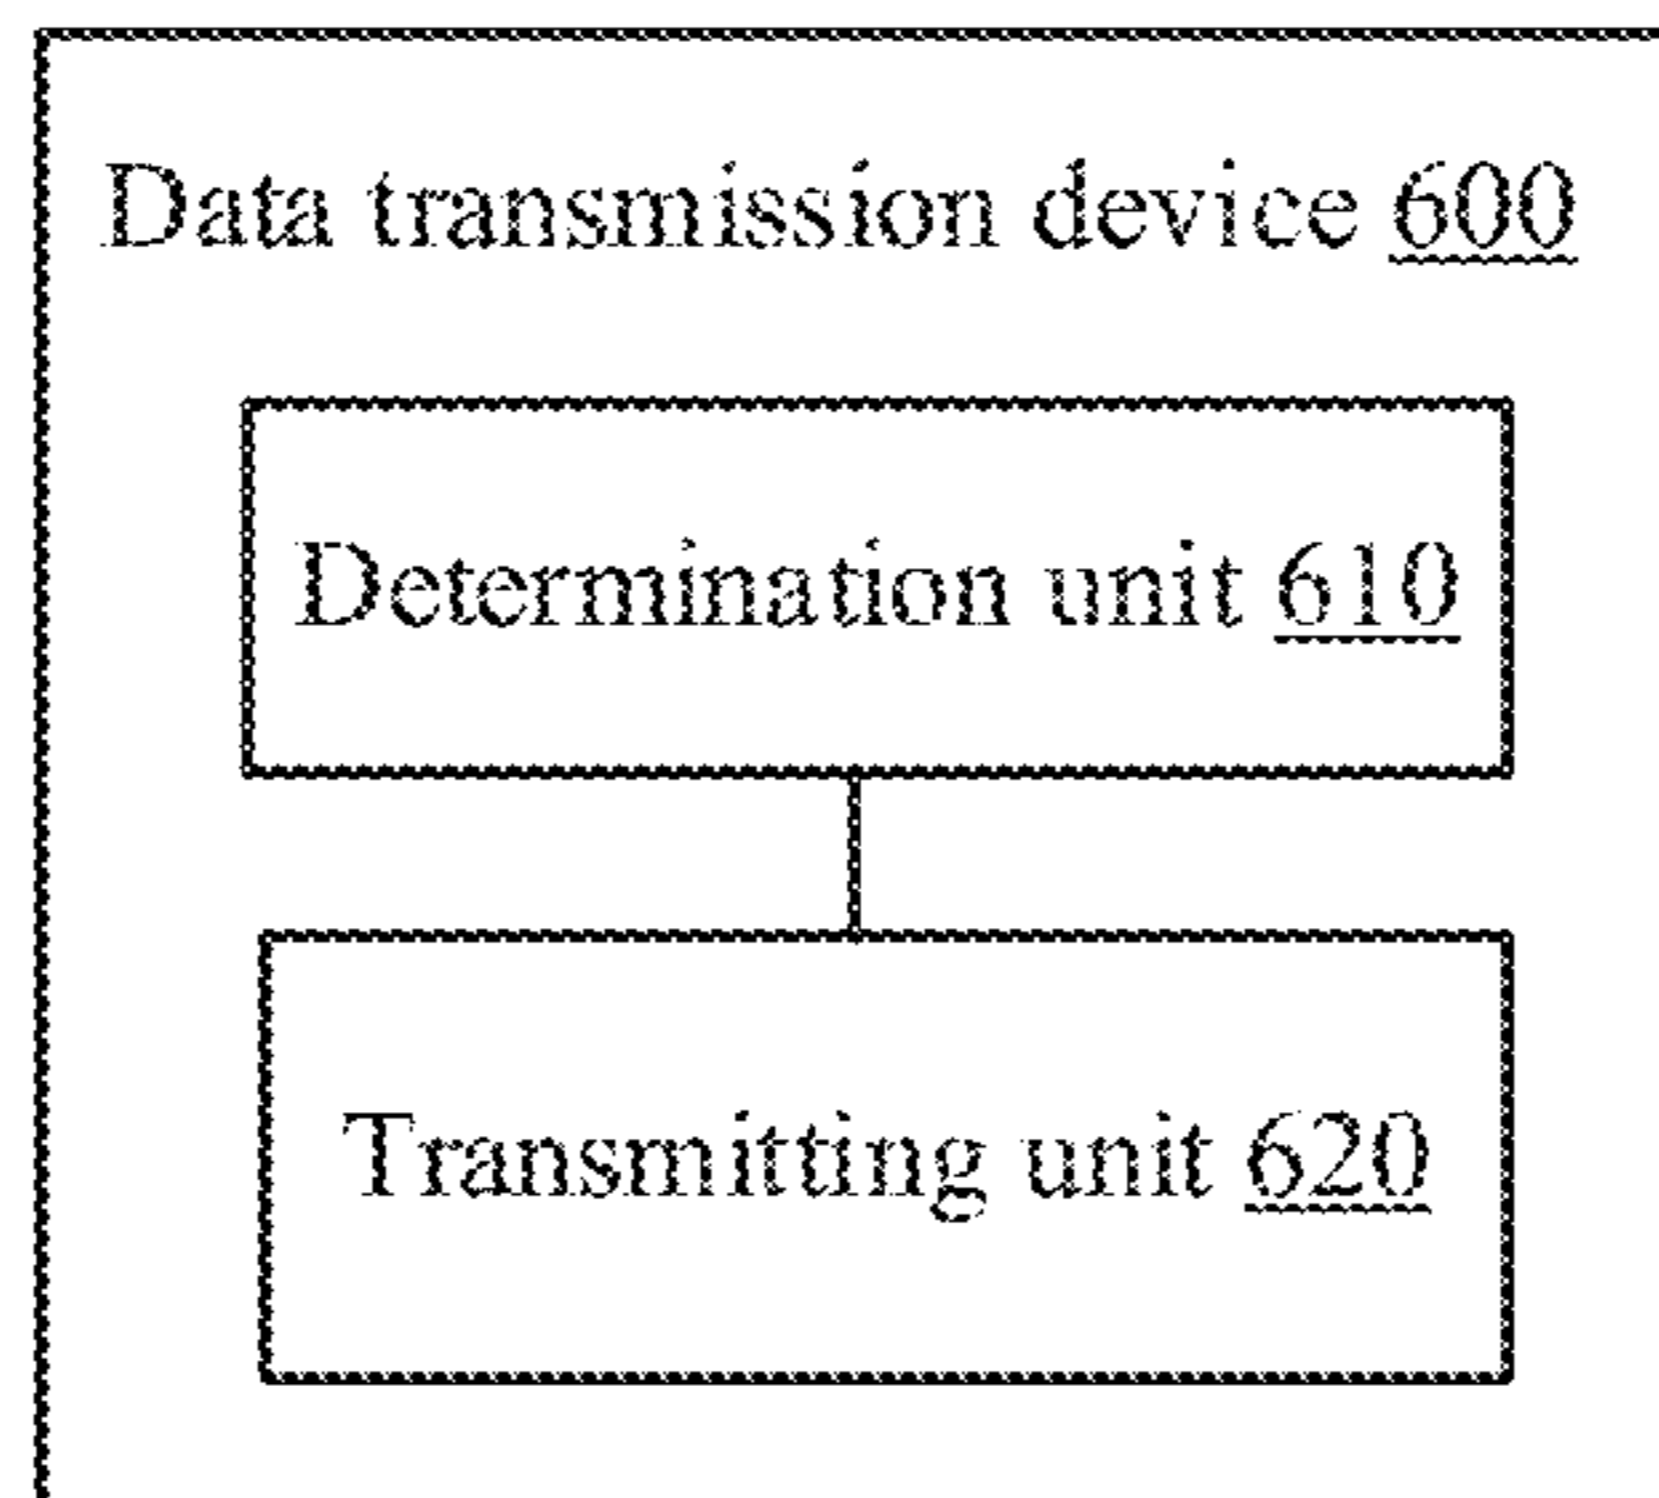 Data transmission device 600
Determination unit 610
Transmitting unit 620